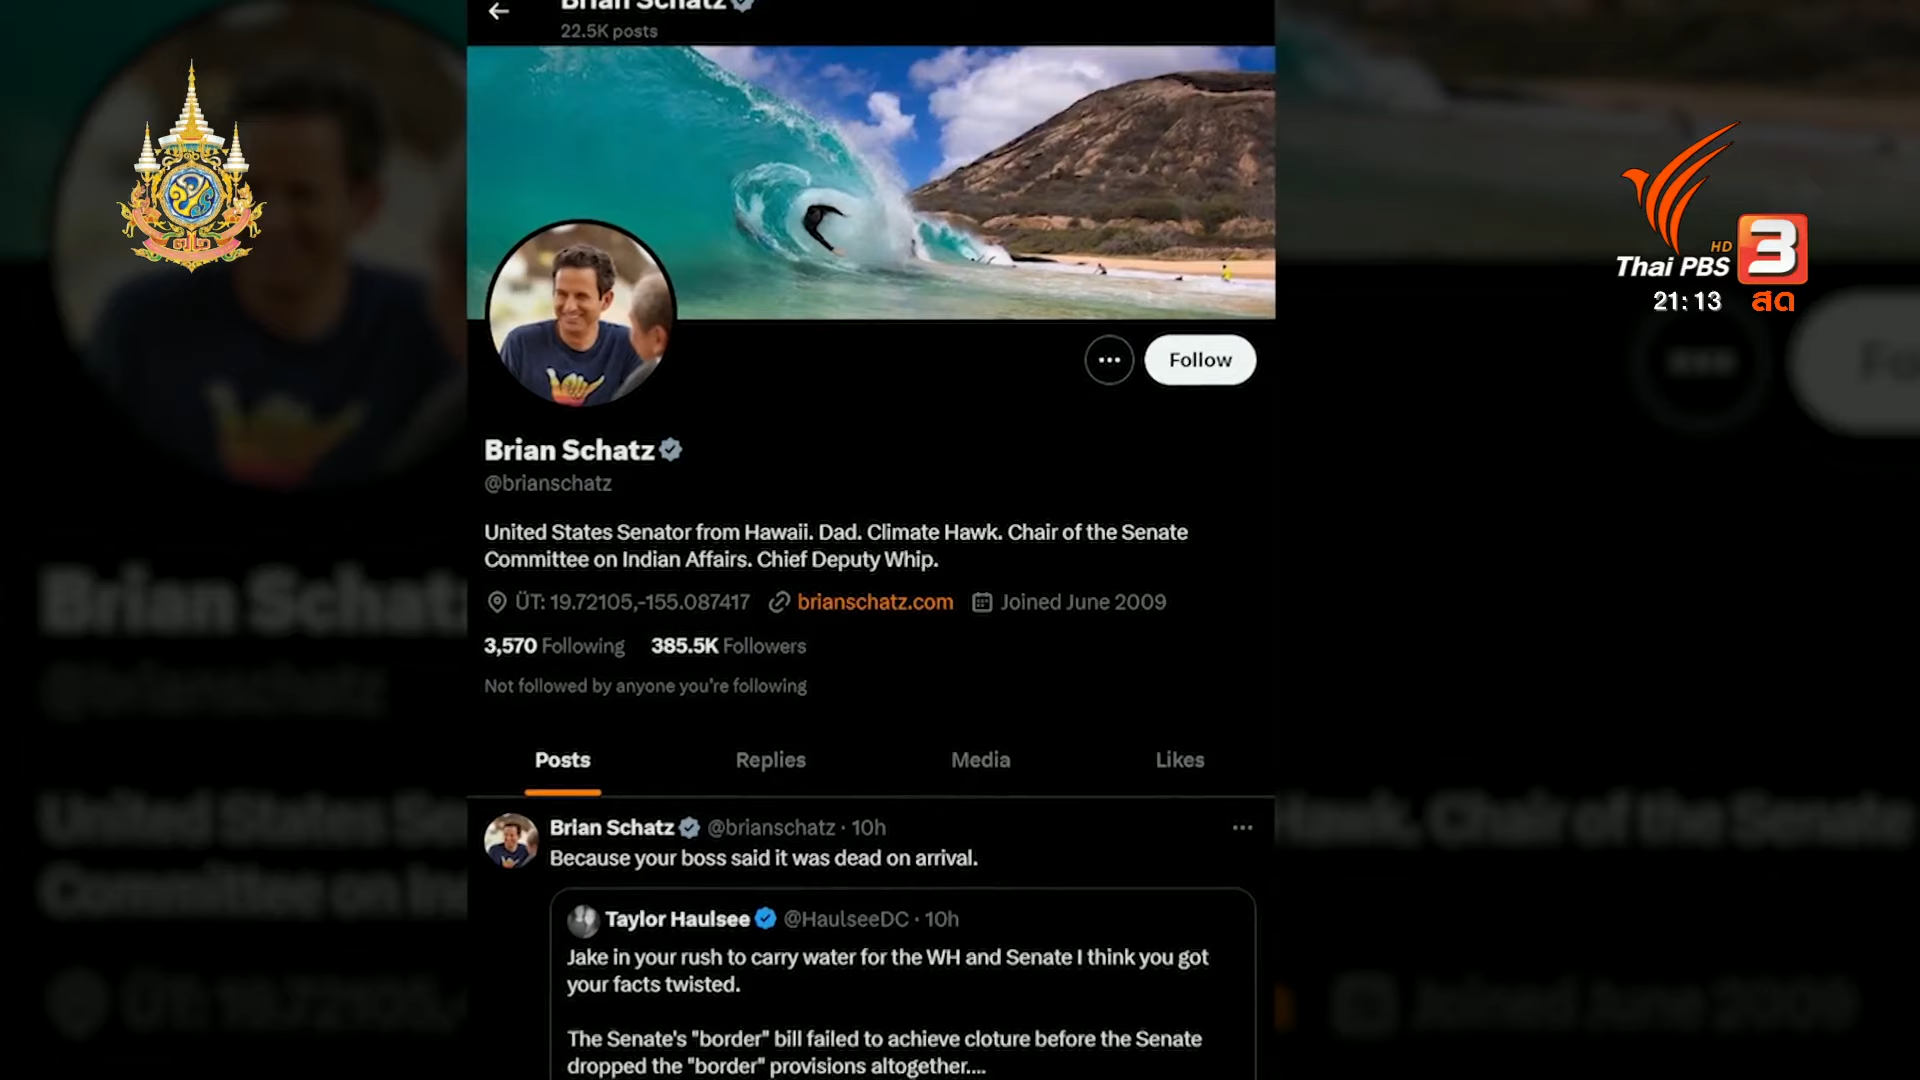 Brian Schatz
22.5K posts
Thai PBS
HD
3
21:13 สด
๗๒
Follow
Brian Schatz
@brianschatz
United States Senator from Hawaii. Dad. Climate Hawk. Chair of the Senate
Committee on Indian Affairs. Chief Deputy Whip.
ÜT: 19.72105,-155.087417 brianschatz.com Joined June 2009
3,570 Following 385.5K Followers
Not followed by anyone you're following
Posts Replies Media Likes
Brian Schatz @brianschatz · 10h
Because your boss said it was dead on arrival.
Taylor Haulsee @HaulseeDC · 10h
Jake in your rush to carry water for the WH and Senate I think you got
your facts twisted.
The Senate's "border" bill failed to achieve cloture before the Senate
dropped the "border" provisions altogether....